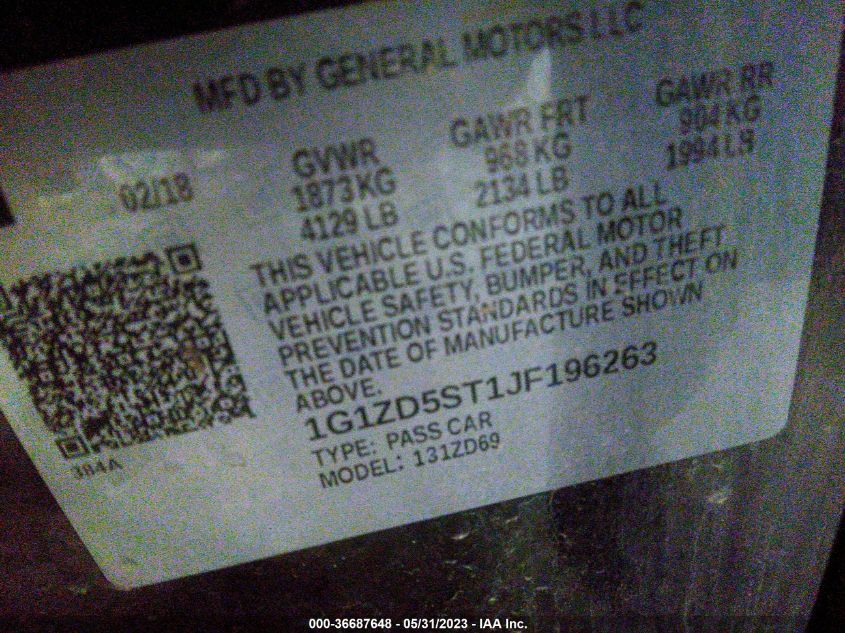 MFD BY GENERAL MOTORS LLC
02/18
GVWR
1873 KG
4129 LB
GAWR FRT
968 KG
2134 LB
GAWR RR
904 KG
1994 LB
THIS VEHICLE CONFORMS TO ALL
APPLICABLE U.S. FEDERAL MOTOR
VEHICLE SAFETY, BUMPER, AND THEFT
PREVENTION STANDARDS IN EFFECT ON
THE DATE OF MANUFACTURE SHOWN
ABOVE.
1G1ZD5ST1JF196263
TYPE: PASS CAR
MODEL: 131ZD69
384A
000-36687648 - 05/31/2023 - IAA Inc.